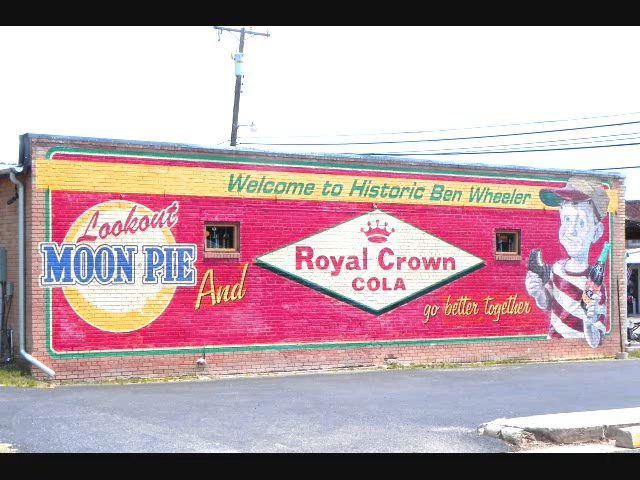 Welcome to Historic Ben Wheeler
Lookout
MOON PIE
And
Royal Crown
COLA
go better together